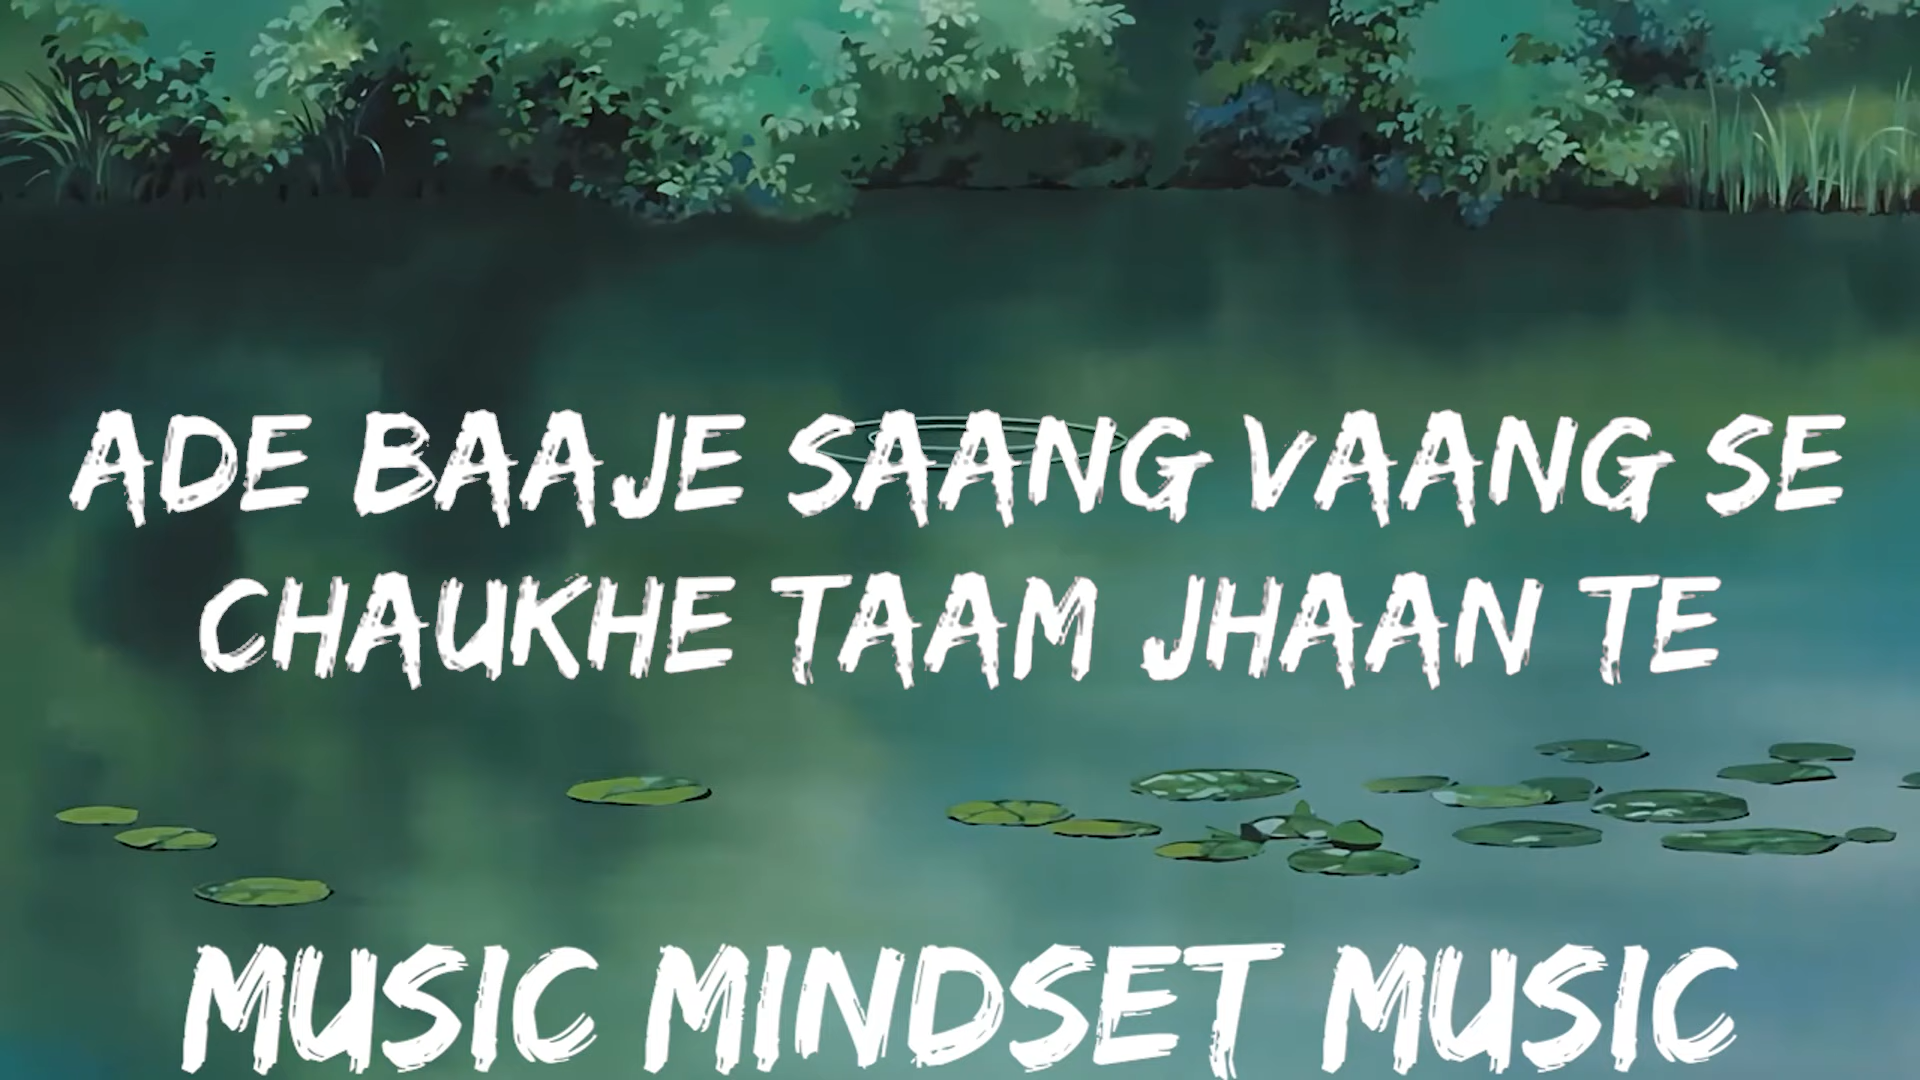 ADE BAAJE SAANG VAANG SE
CHAUKHE TAAM JHAAN TE
MUSIC MINDSET MUSIC